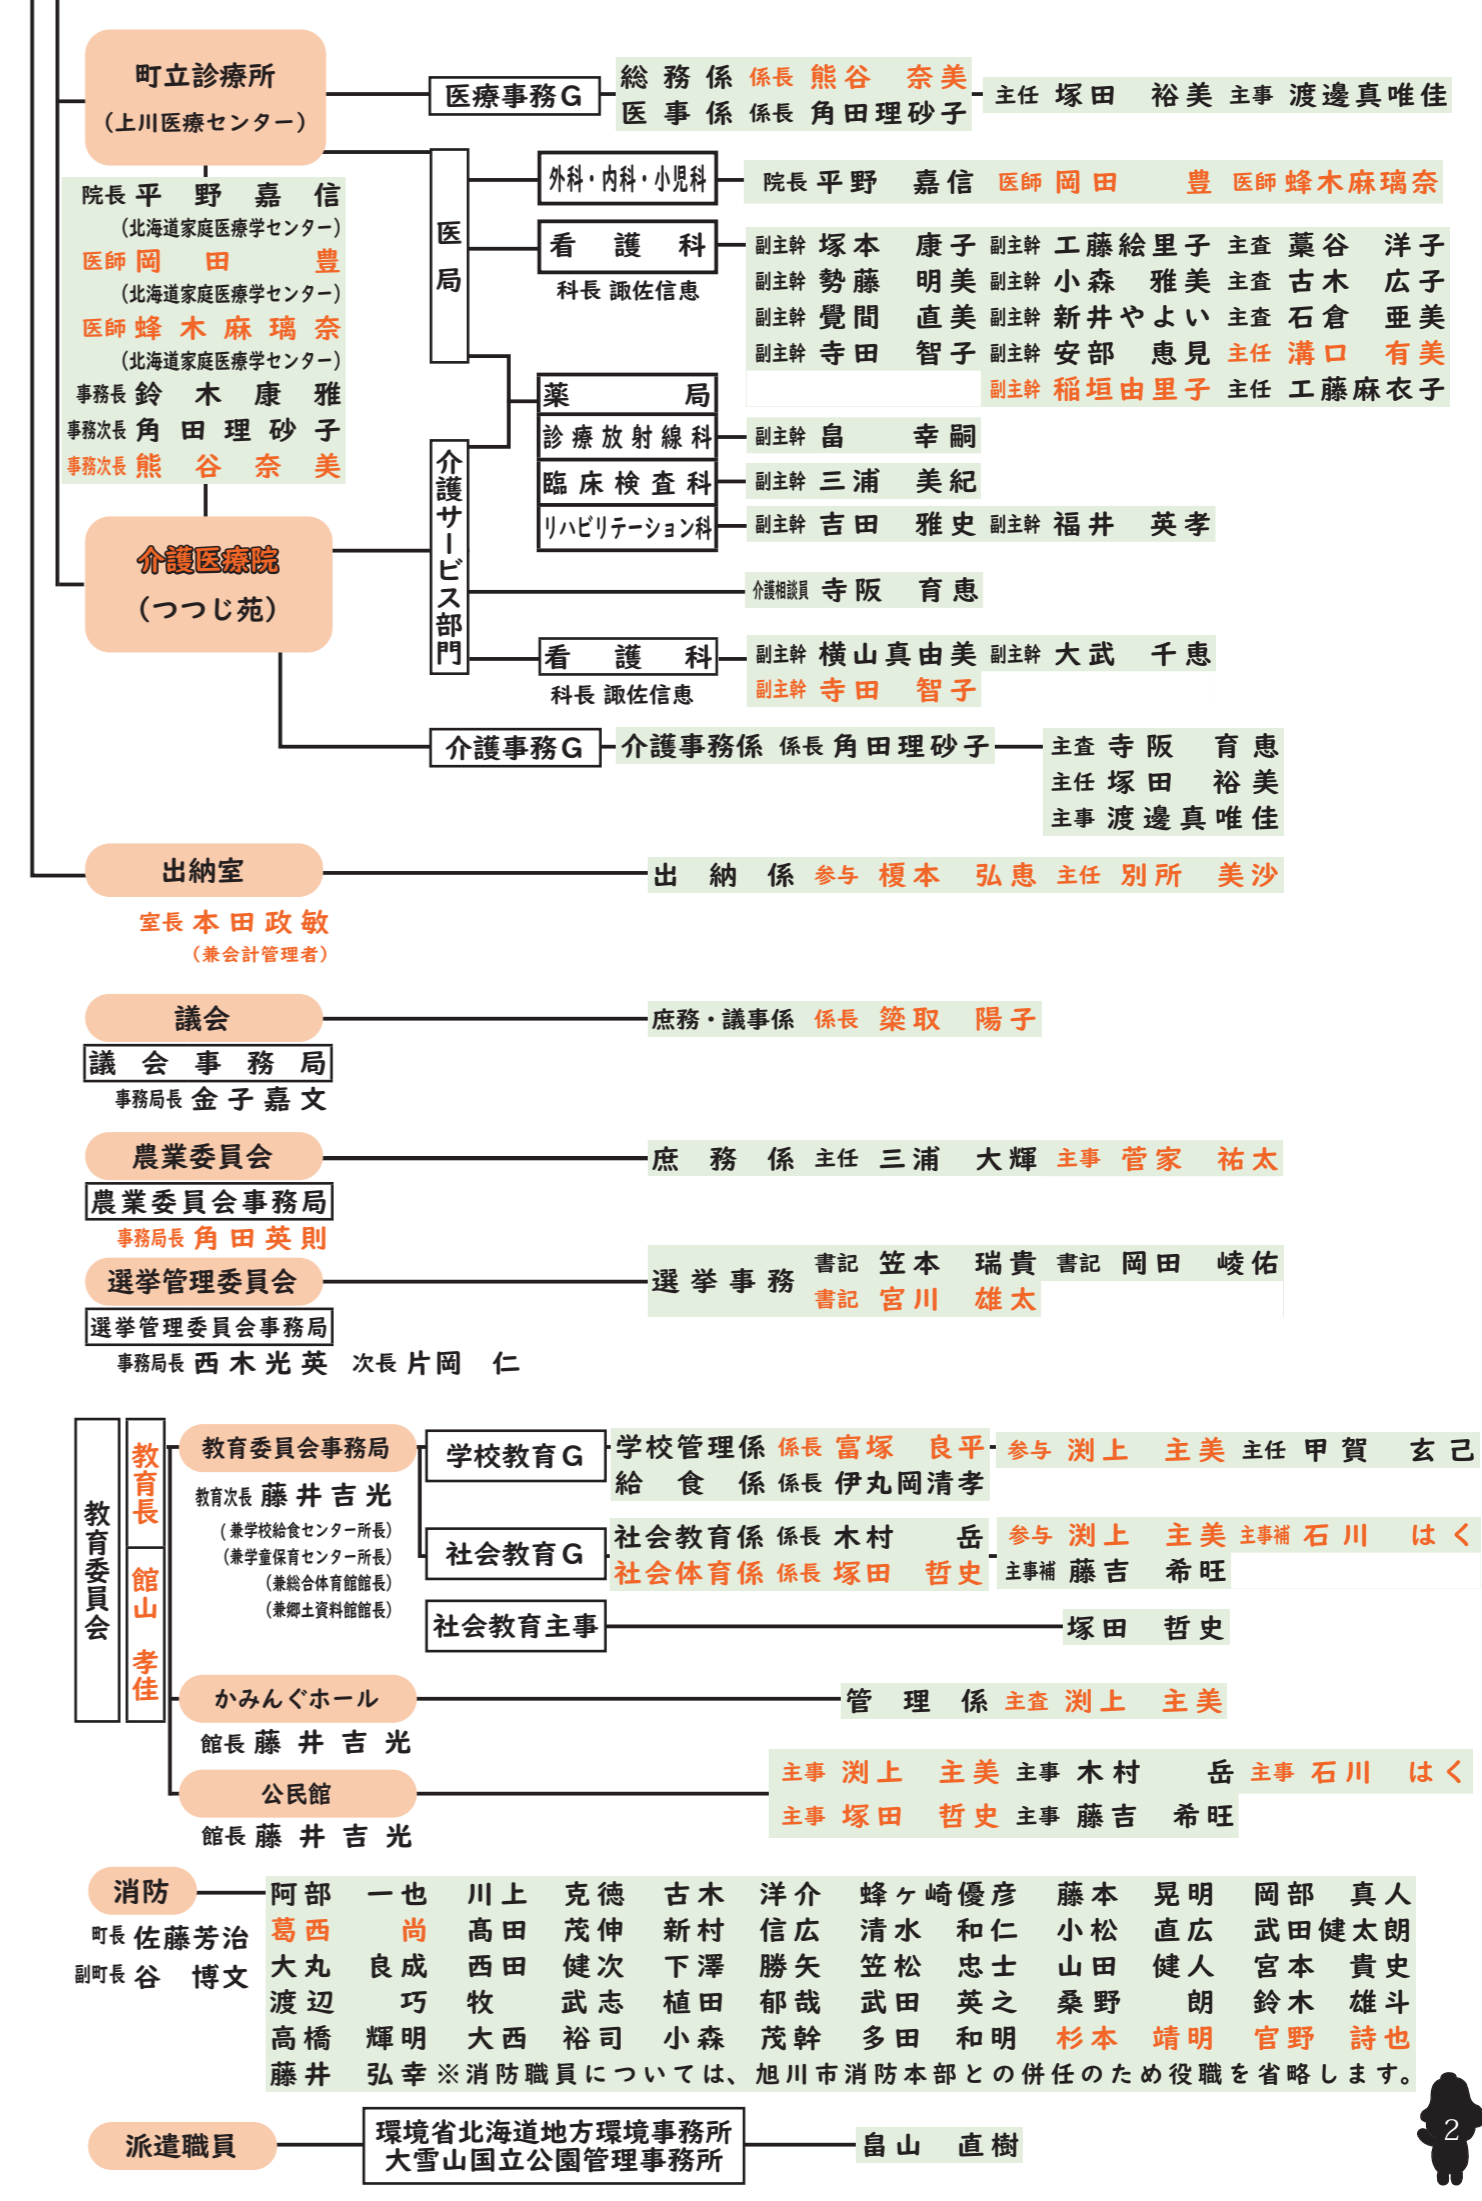 町立診療所
（上川医療センター）
院長 平野嘉信
（北海道家庭医療学センター）
医師 岡田 豊
（北海道家庭医療学センター）
医師 蜂木麻璃奈
（北海道家庭医療学センター）
事務長 鈴木康雅
事務次長 角田理砂子
事務次長 熊谷奈美
医療事務G
総務係 係長 熊谷 奈美
医事係 係長 角田理砂子
主任 塚田 裕美 主事 渡邊真唯佳
医局
外科・内科・小児科
院長 平野 嘉信 医師 岡田 豊 医師 蜂木麻璃奈
看護科
科長 諏佐信恵
副主幹 塚本 康子 副主幹 工藤絵里子 主査 藁谷 洋子
副主幹 勢藤 明美 副主幹 小森 雅美 主査 古木 広子
副主幹 覺間 直美 副主幹 新井やよい 主査 石倉 亜美
副主幹 寺田 智子 副主幹 安部 恵見 主任 溝口 有美
副主幹 稲垣由里子 主任 工藤麻衣子
薬局
診療放射線科
副主幹 畠 幸嗣
臨床検査科
副主幹 三浦 美紀
リハビリテーション科
副主幹 吉田 雅史 副主幹 福井 英孝
介護医療院
（つつじ苑）
介護サービス部門
介護相談員 寺阪 育恵
看護科
科長 諏佐信恵
副主幹 横山真由美 副主幹 大武 千恵
副主幹 寺田 智子
介護事務G
介護事務係 係長 角田理砂子
主査 寺阪 育恵
主任 塚田 裕美
主事 渡邊真唯佳
出納室
室長 本田政敏
（兼会計管理者）
出納係 参与 榎本 弘恵 主任 別所 美沙
議会
議会事務局
事務局長 金子嘉文
庶務・議事係 係長 築取 陽子
農業委員会
農業委員会事務局
事務局長 角田英則
庶務係 主任 三浦 大輝 主事 菅家 祐太
選挙管理委員会
選挙管理委員会事務局
事務局長 西木光英 次長 片岡 仁
選挙事務
書記 笠本 瑞貴 書記 岡田 崚佑
書記 宮川 雄太
教育委員会
教育長
館山 孝佳
教育委員会事務局
教育次長 藤井吉光
（兼学校給食センター所長）
（兼学童保育センター所長）
（兼総合体育館館長）
（兼郷土資料館館長）
学校教育G
学校管理係 係長 富塚 良平
給食係 係長 伊丸岡清孝
参与 渕上 主美 主任 甲賀 玄己
社会教育G
社会教育係 係長 木村 岳
社会体育係 係長 塚田 哲史
参与 渕上 主美 主事補 石川 はく
主事補 藤吉 希旺
社会教育主事
塚田 哲史
かみんぐホール
館長 藤井吉光
管理係 主査 渕上 主美
公民館
館長 藤井吉光
主事 渕上 主美 主事 木村 岳 主事 石川 はく
主事 塚田 哲史 主事 藤吉 希旺
消防
町長 佐藤芳治
副町長 谷 博文
阿部 一也 川上 克徳 古木 洋介 蜂ヶ崎優彦 藤本 晃明 岡部 真人
葛西 尚 髙田 茂伸 新村 信広 清水 和仁 小松 直広 武田健太朗
大丸 良成 西田 健次 下澤 勝矢 笠松 忠士 山田 健人 宮本 貴史
渡辺 巧 牧 武志 植田 郁哉 武田 英之 桑野 朗 鈴木 雄斗
高橋 輝明 大西 裕司 小森 茂幹 多田 和明 杉本 靖明 官野 詩也
藤井 弘幸 ※消防職員については、旭川市消防本部との併任のため役職を省略します。
派遣職員
環境省北海道地方環境事務所
大雪山国立公園管理事務所
畠山 直樹
2